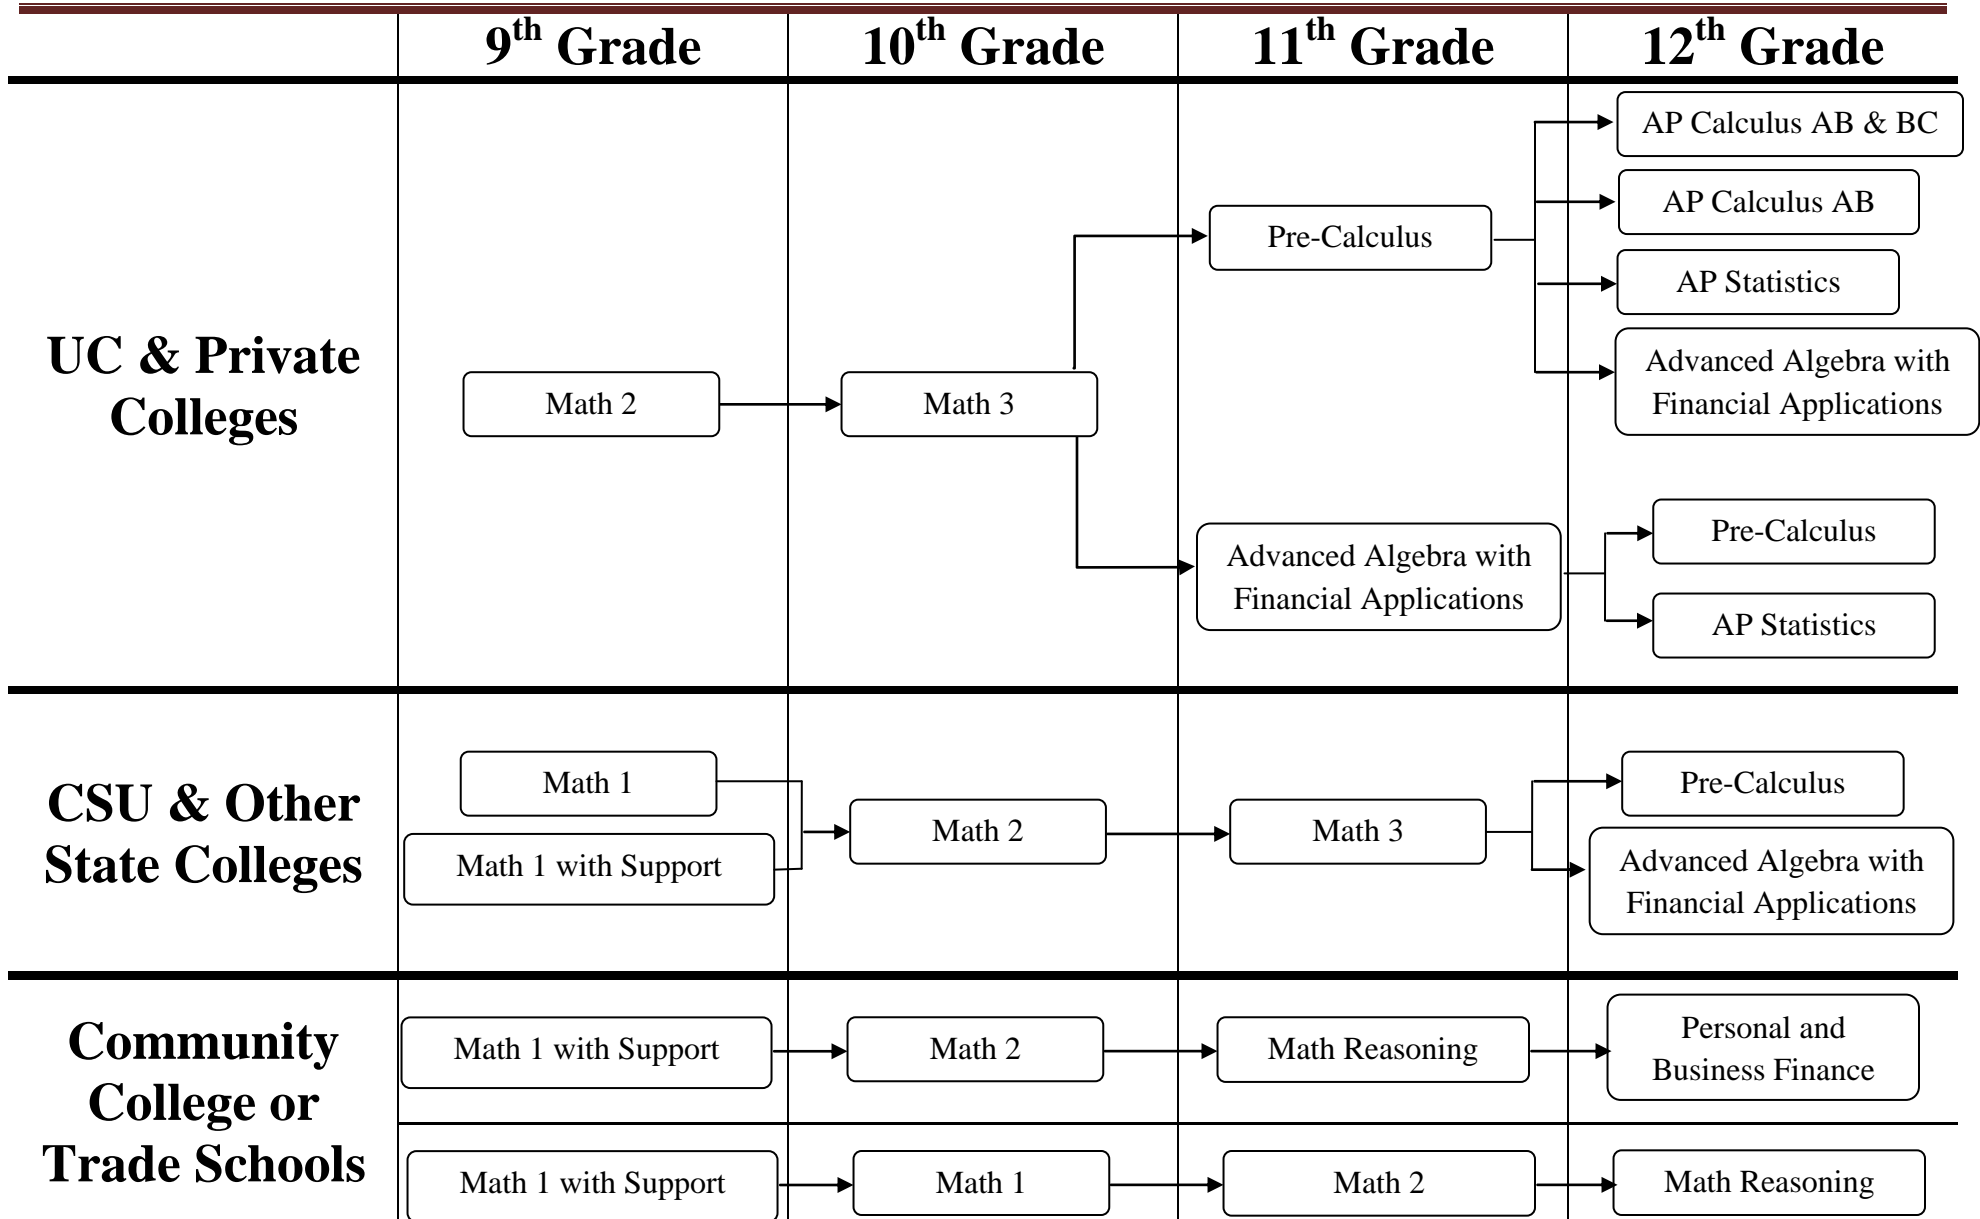 9th Grade
10th Grade
11th Grade
12th Grade
UC & Private
Colleges
Math 2
Math 3
Pre-Calculus
AP Calculus AB & BC
AP Calculus AB
AP Statistics
Advanced Algebra with
Financial Applications
Advanced Algebra with
Financial Applications
Pre-Calculus
AP Statistics
CSU & Other
State Colleges
Math 1
Math 1 with Support
Math 2
Math 3
Pre-Calculus
Advanced Algebra with
Financial Applications
Community
College or
Trade Schools
Math 1 with Support
Math 2
Math Reasoning
Personal and
Business Finance
Math 1 with Support
Math 1
Math 2
Math Reasoning